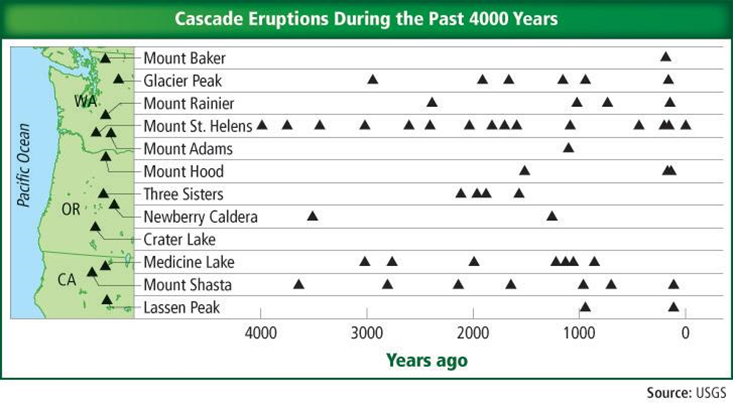 Cascade Eruptions During the Past 4000 Years
Pacific Ocean
WA
OR
CA
Mount Baker
Glacier Peak
Mount Rainier
Mount St. Helens
Mount Adams
Mount Hood
Three Sisters
Newberry Caldera
Crater Lake
Medicine Lake
Mount Shasta
Lassen Peak
4000 3000 2000 1000 0
Years ago
Source: USGS